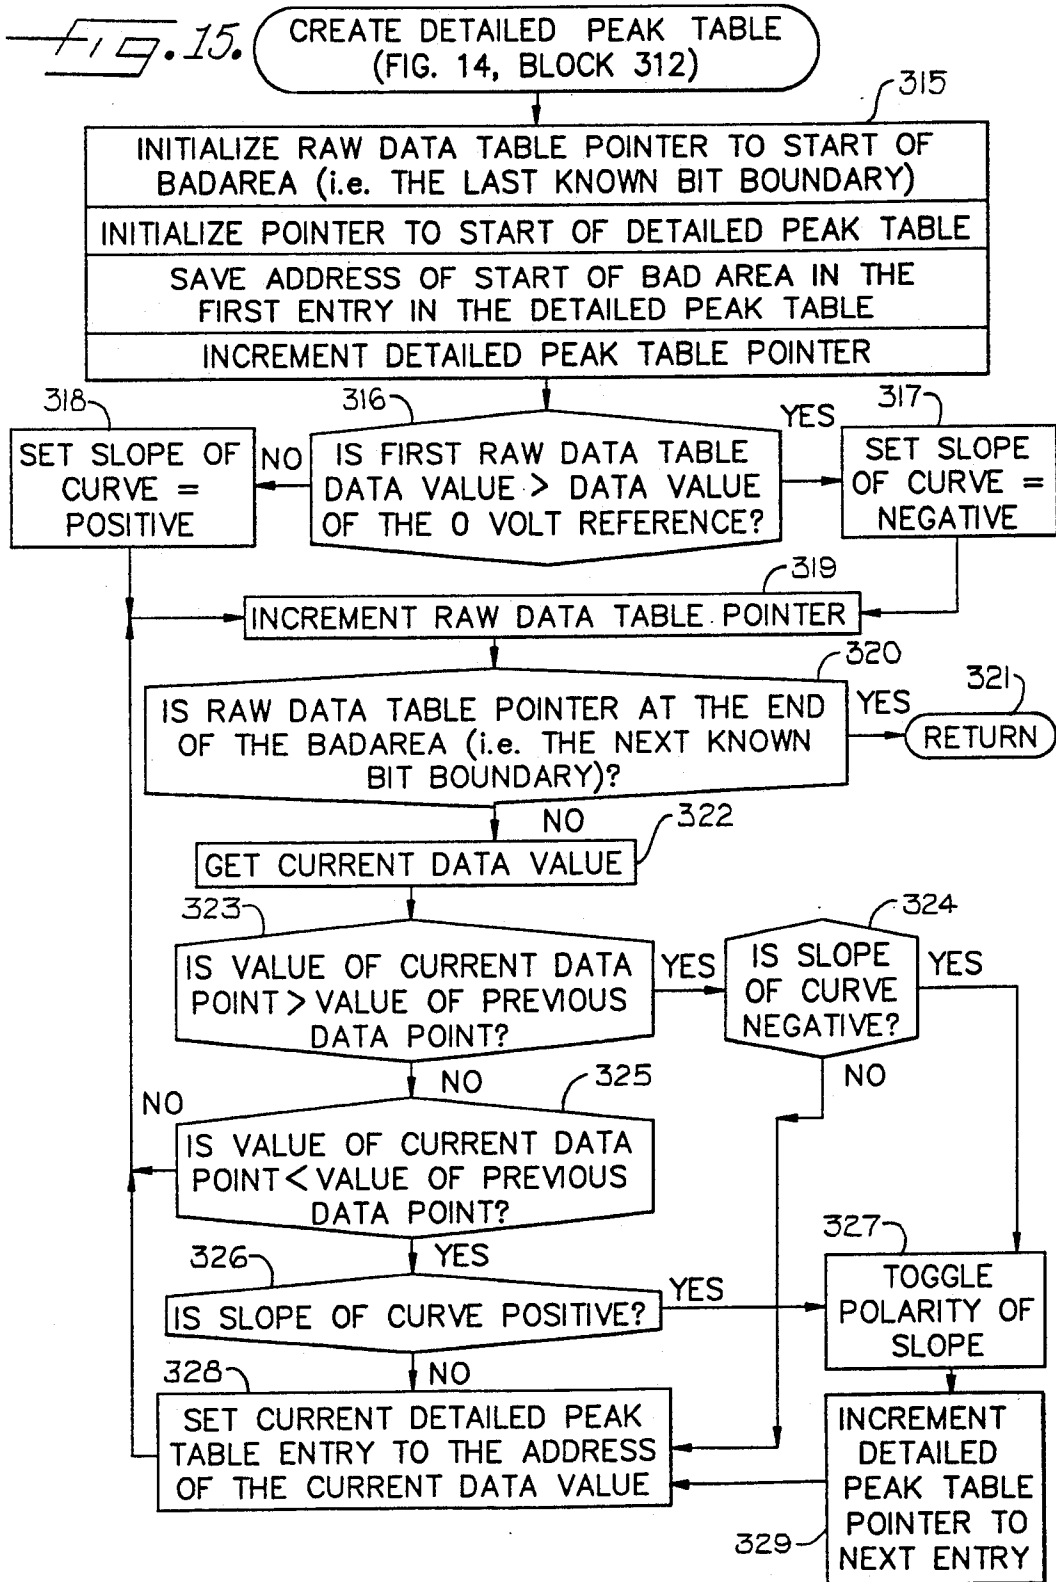 Fig. 15.
CREATE DETAILED PEAK TABLE
(FIG. 14, BLOCK 312)
315
INITIALIZE RAW DATA TABLE POINTER TO START OF
BADAREA (i.e. THE LAST KNOWN BIT BOUNDARY)
INITIALIZE POINTER TO START OF DETAILED PEAK TABLE
SAVE ADDRESS OF START OF BAD AREA IN THE
FIRST ENTRY IN THE DETAILED PEAK TABLE
INCREMENT DETAILED PEAK TABLE POINTER
318
SET SLOPE OF
CURVE =
POSITIVE
NO
316
IS FIRST RAW DATA TABLE
DATA VALUE > DATA VALUE
OF THE 0 VOLT REFERENCE?
YES
317
SET SLOPE
OF CURVE =
NEGATIVE
319
INCREMENT RAW DATA TABLE POINTER
320
IS RAW DATA TABLE POINTER AT THE END
OF THE BADAREA (i.e. THE NEXT KNOWN
BIT BOUNDARY)?
YES
321
RETURN
NO
322
GET CURRENT DATA VALUE
323
IS VALUE OF CURRENT DATA
POINT > VALUE OF PREVIOUS
DATA POINT?
YES
324
IS SLOPE
OF CURVE
NEGATIVE?
YES
NO
NO
325
NO
IS VALUE OF CURRENT DATA
POINT < VALUE OF PREVIOUS
DATA POINT?
YES
326
IS SLOPE OF CURVE POSITIVE?
YES
327
TOGGLE
POLARITY OF
SLOPE
NO
328
SET CURRENT DETAILED PEAK
TABLE ENTRY TO THE ADDRESS
OF THE CURRENT DATA VALUE
INCREMENT
DETAILED
PEAK TABLE
POINTER TO
NEXT ENTRY
329